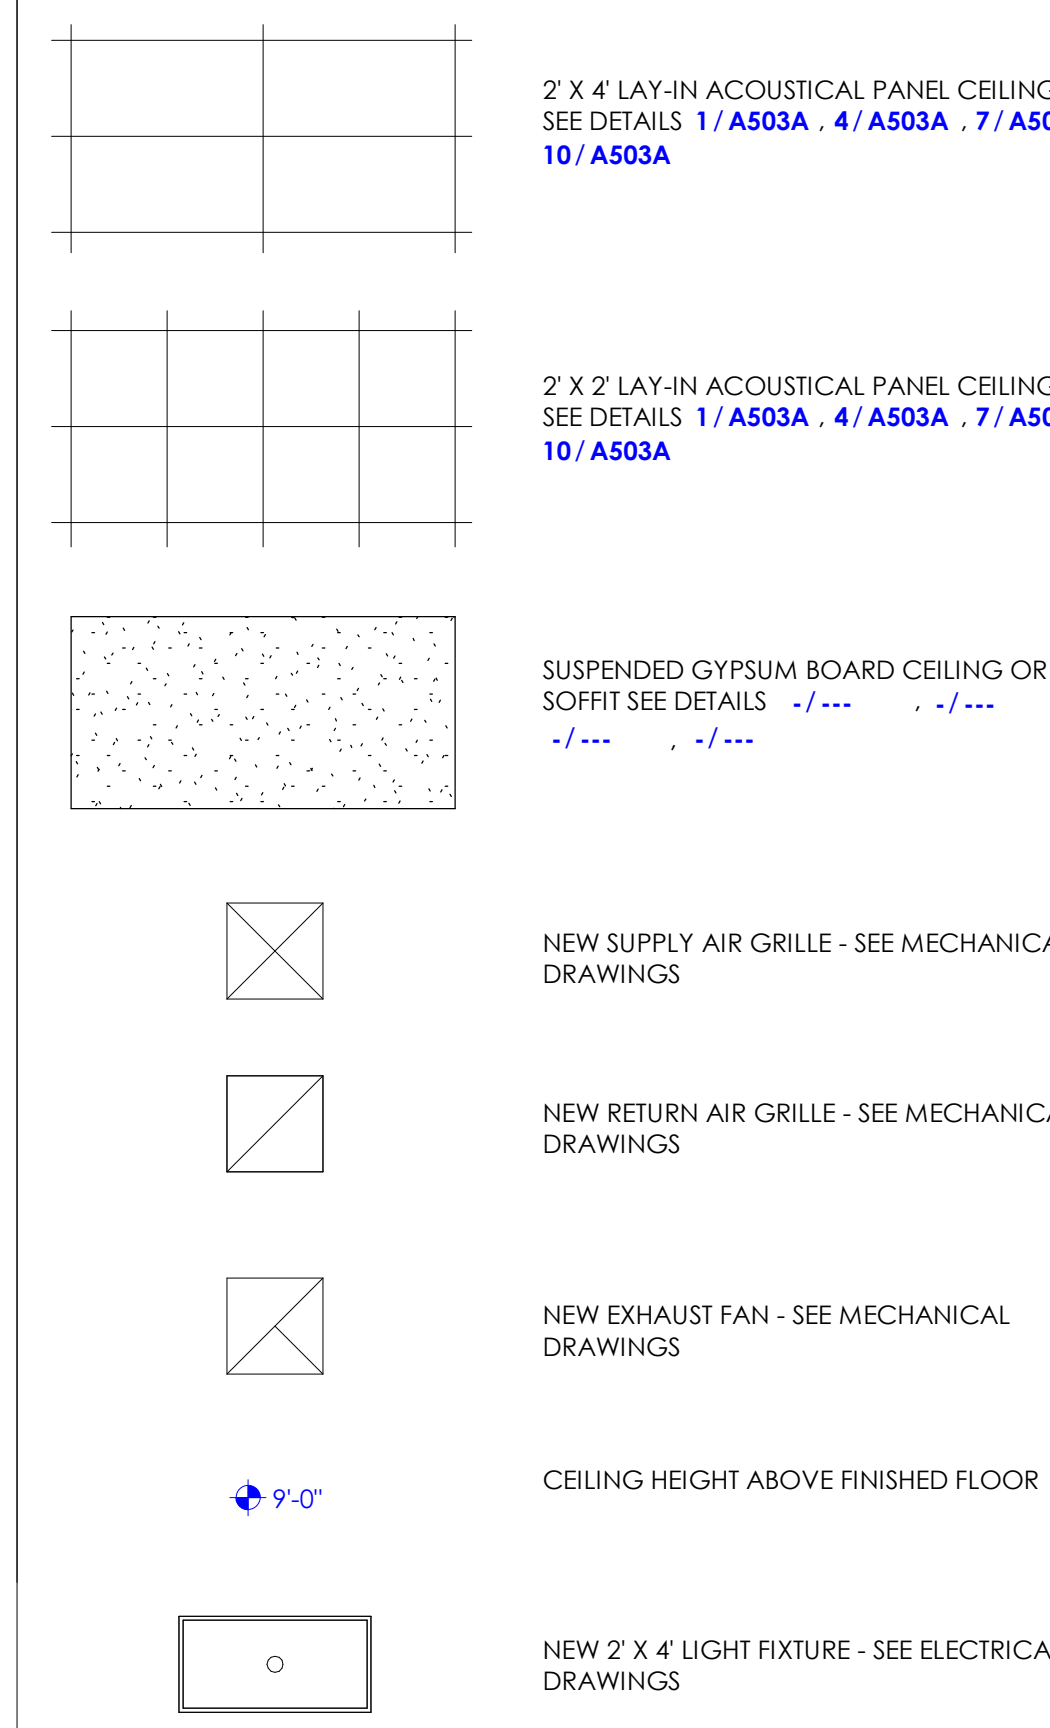 2' X 4' LAY-IN ACOUSTICAL PANEL CEILING
SEE DETAILS 1 / A503A , 4 / A503A , 7 / A50
10 / A503A
2' X 2' LAY-IN ACOUSTICAL PANEL CEILING
SEE DETAILS 1 / A503A , 4 / A503A , 7 / A50
10 / A503A
SUSPENDED GYPSUM BOARD CEILING OR
SOFFIT SEE DETAILS - / --- , - / ---
- / --- , - / ---
NEW SUPPLY AIR GRILLE - SEE MECHANICA
DRAWINGS
NEW RETURN AIR GRILLE - SEE MECHANICA
DRAWINGS
NEW EXHAUST FAN - SEE MECHANICAL
DRAWINGS
9'-0"
CEILING HEIGHT ABOVE FINISHED FLOOR
NEW 2' X 4' LIGHT FIXTURE - SEE ELECTRICA
DRAWINGS